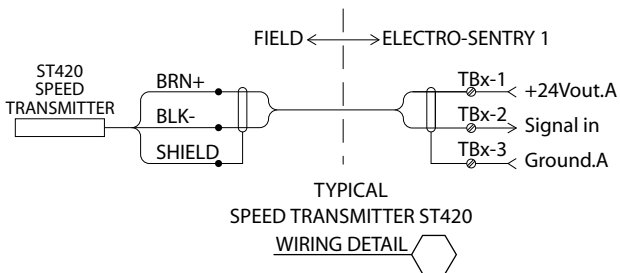 FIELD ELECTRO-SENTRY 1
ST420
SPEED
TRANSMITTER
BRN+
BLK-
SHIELD
TBx-1 +24Vout.A
TBx-2 Signal in
TBx-3 Ground.A
TYPICAL
SPEED TRANSMITTER ST420
WIRING DETAIL